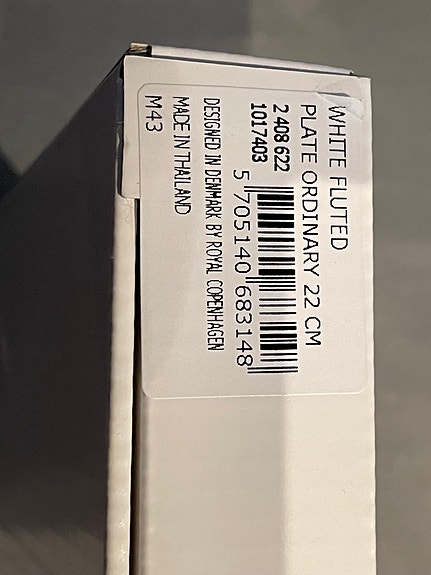 WHITE FLUTED
PLATE ORDINARY 22 CM
2 408 622
1017403
5 705140 683148
DESIGNED IN DENMARK BY ROYAL COPENHAGEN
MADE IN THAILAND
M43